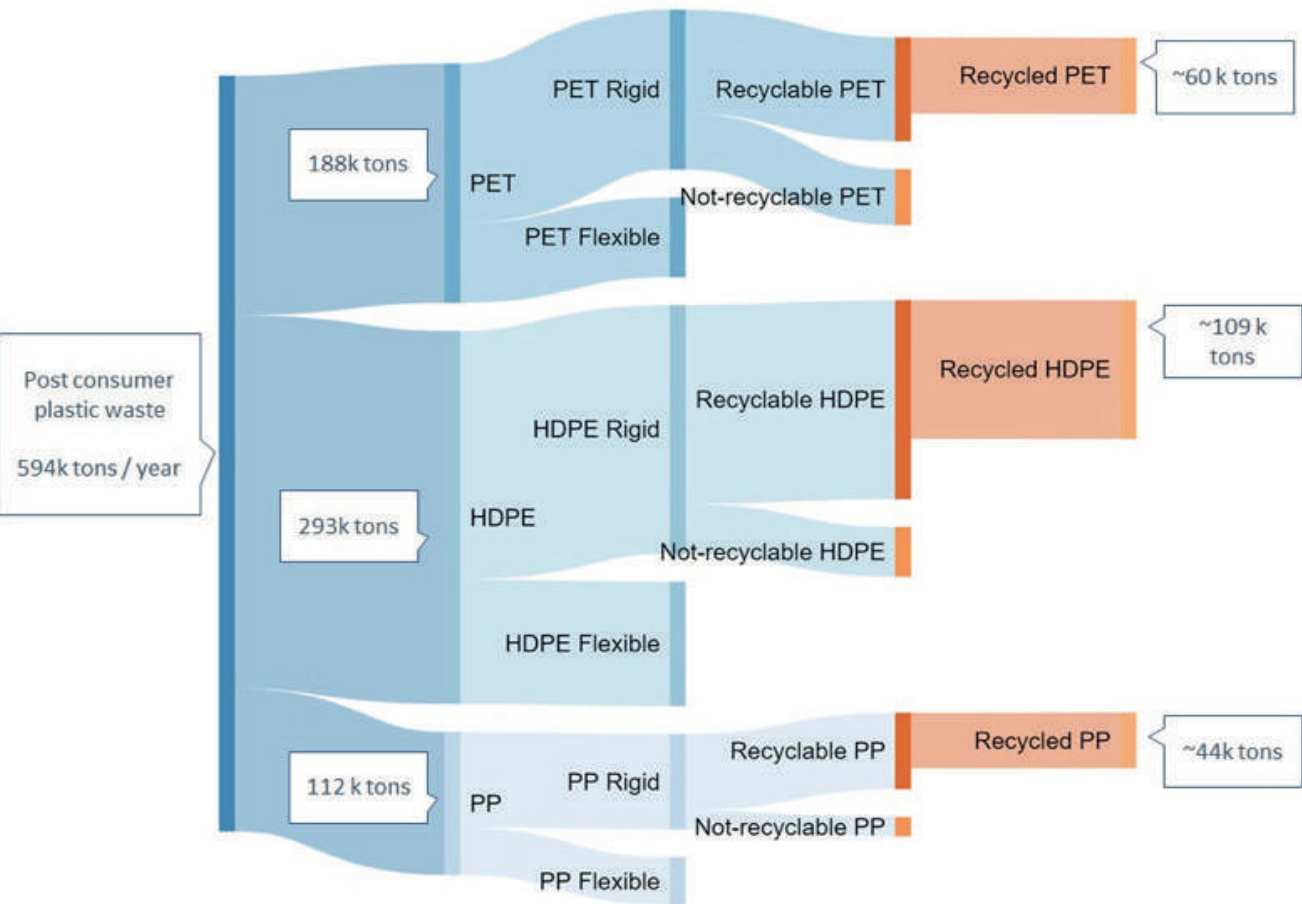 PET Rigid
Recyclable PET
Recycled PET
~60 k tons
188k tons
PET
Not-recyclable PET
PET Flexible
Post consumer
plastic waste
594k tons / year
~109 k
tons
Recycled HDPE
Recyclable HDPE
HDPE Rigid
293k tons
HDPE
Not-recyclable HDPE
HDPE Flexible
Recyclable PP
Recycled PP
~44k tons
112 k tons
PP
PP Rigid
Not-recyclable PP
PP Flexible